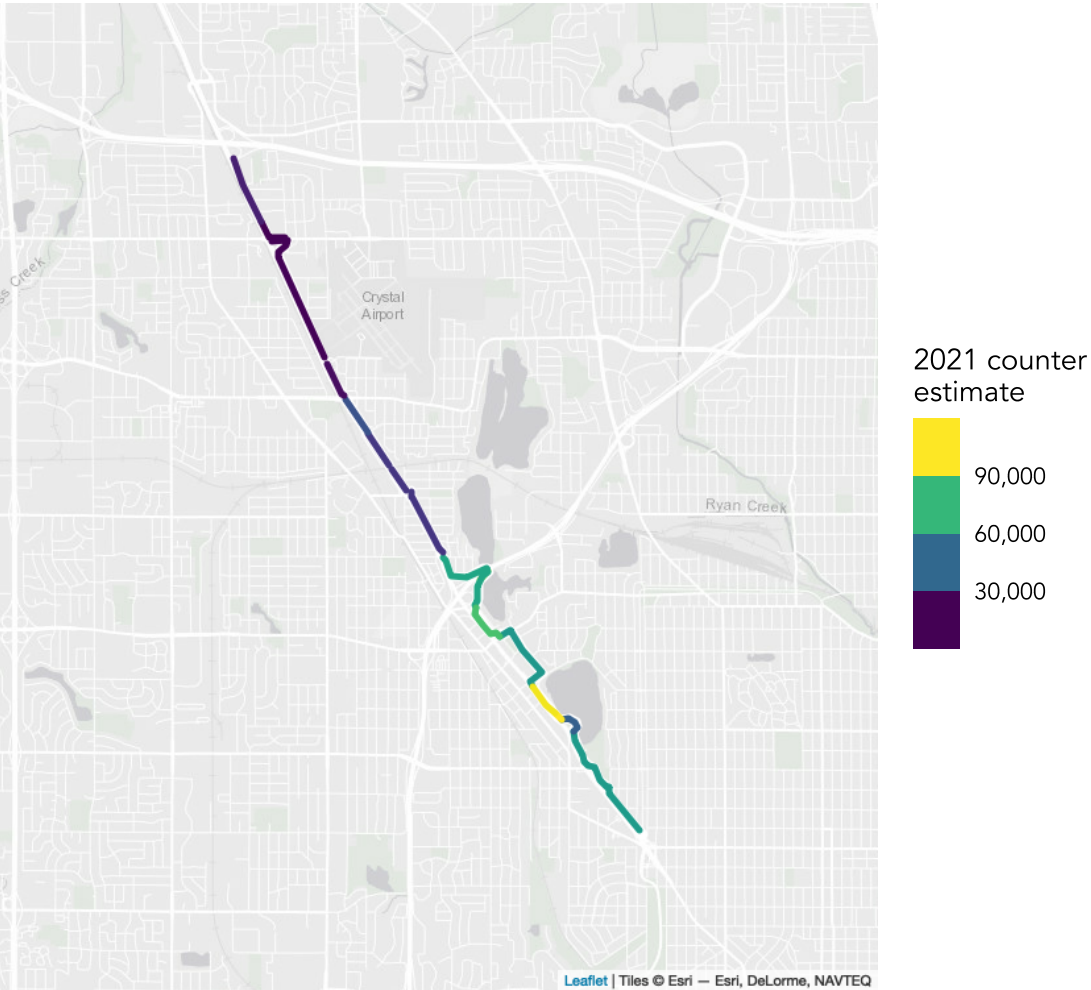 ss Creek
Crystal
Airport
Ryan Creek
2021 counter
estimate
90,000
60,000
30,000
Leaflet | Tiles © Esri — Esri, DeLorme, NAVTEQ